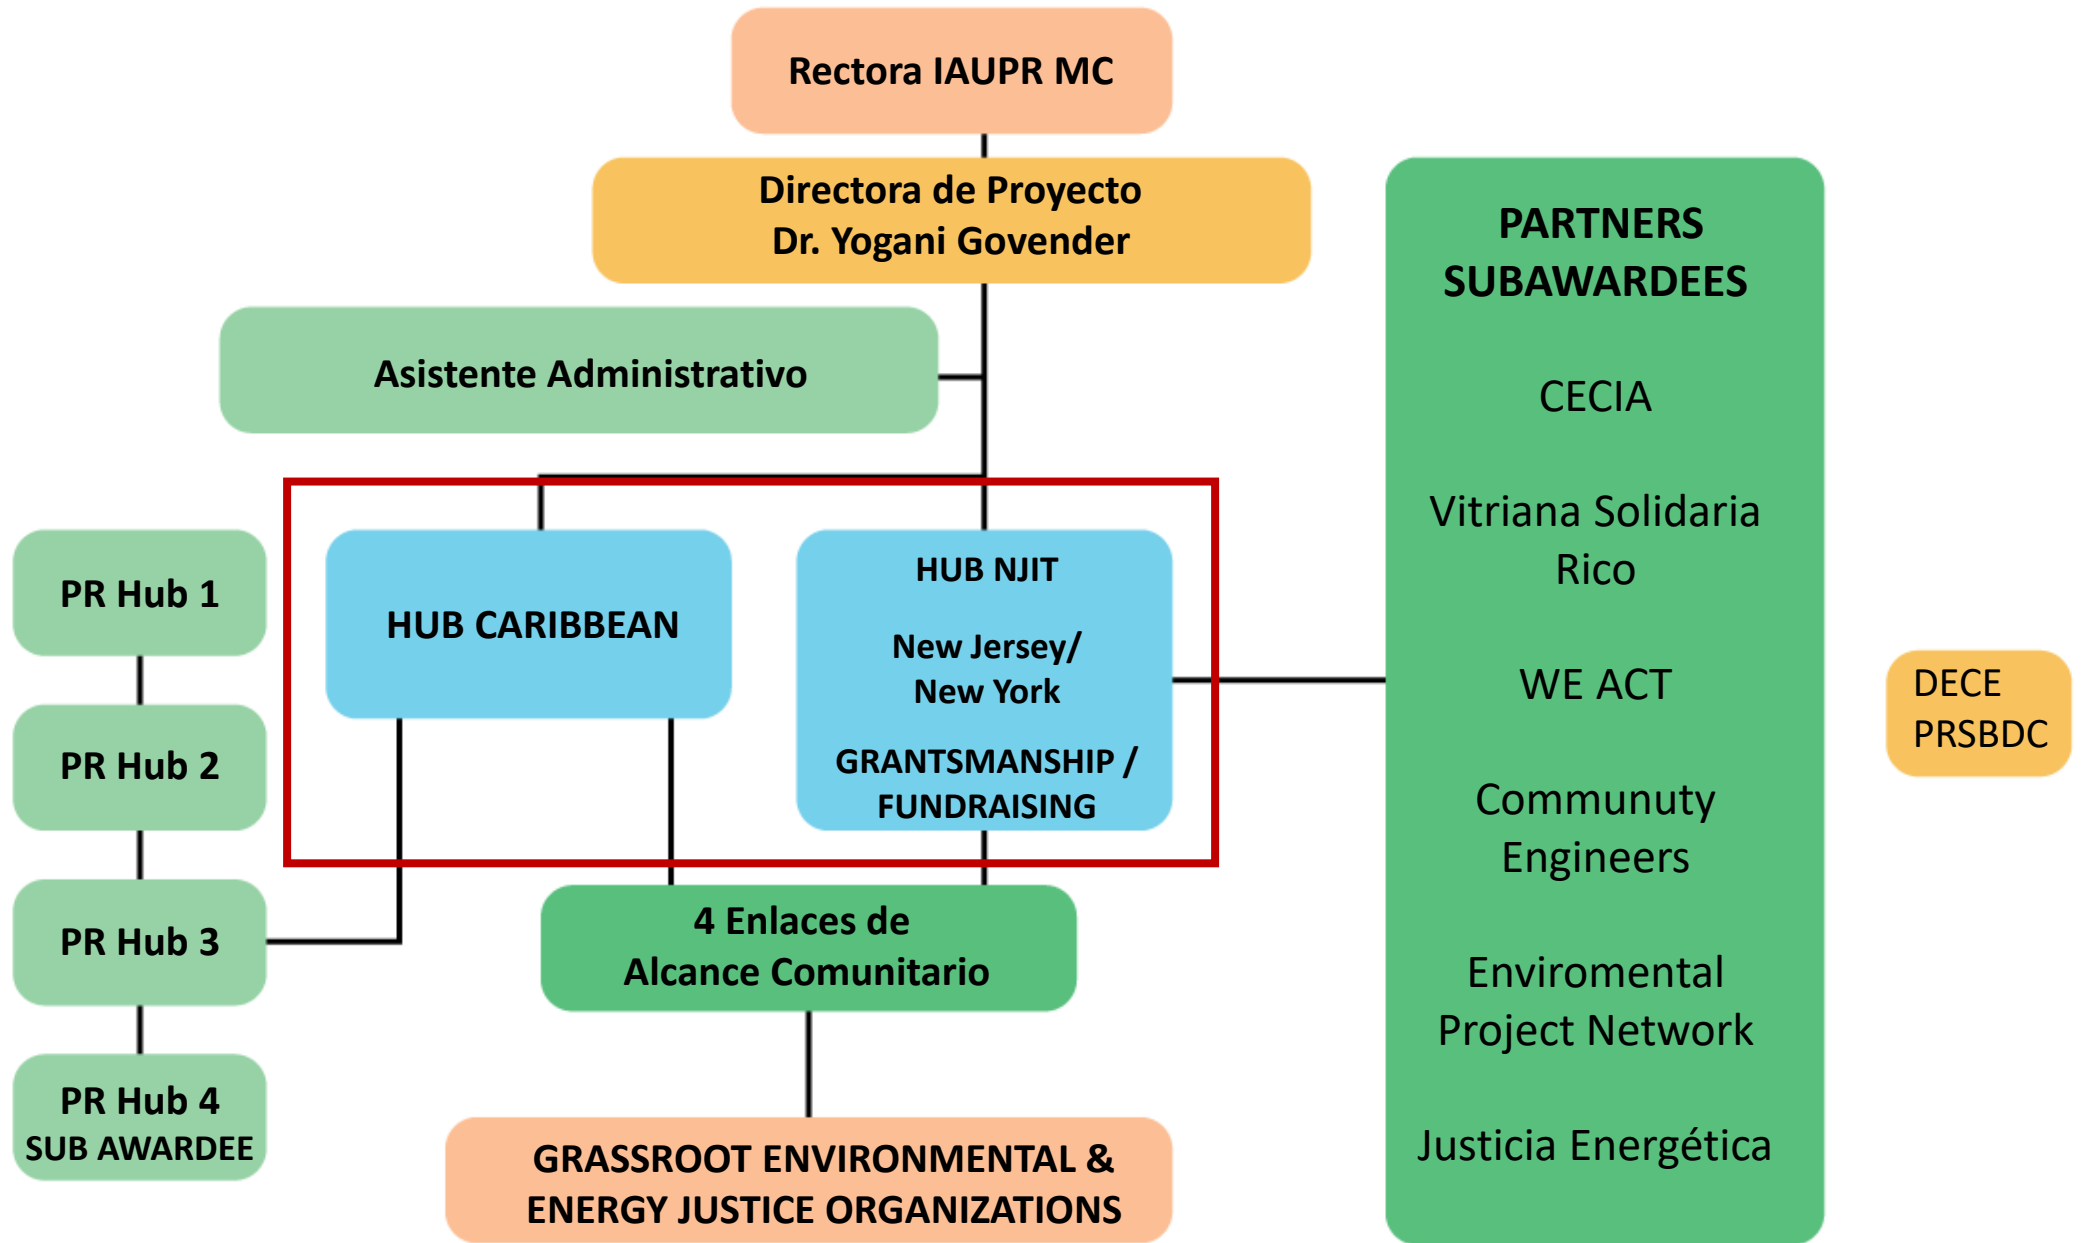 Rectora IAUPR MC
Directora de Proyecto
Dr. Yogani Govender
Asistente Administrativo
PR Hub 1
PR Hub 2
PR Hub 3
PR Hub 4
SUB AWARDEE
HUB CARIBBEAN
HUB NJIT
New Jersey/
New York
GRANTSMANSHIP /
FUNDRAISING
4 Enlaces de
Alcance Comunitario
GRASSROOT ENVIRONMENTAL &
ENERGY JUSTICE ORGANIZATIONS
PARTNERS
SUBAWARDEES
CECIA
Vitriana Solidaria
Rico
WE ACT
Communuty
Engineers
Enviromental
Project Network
Justicia Energética
DECE
PRSBDC